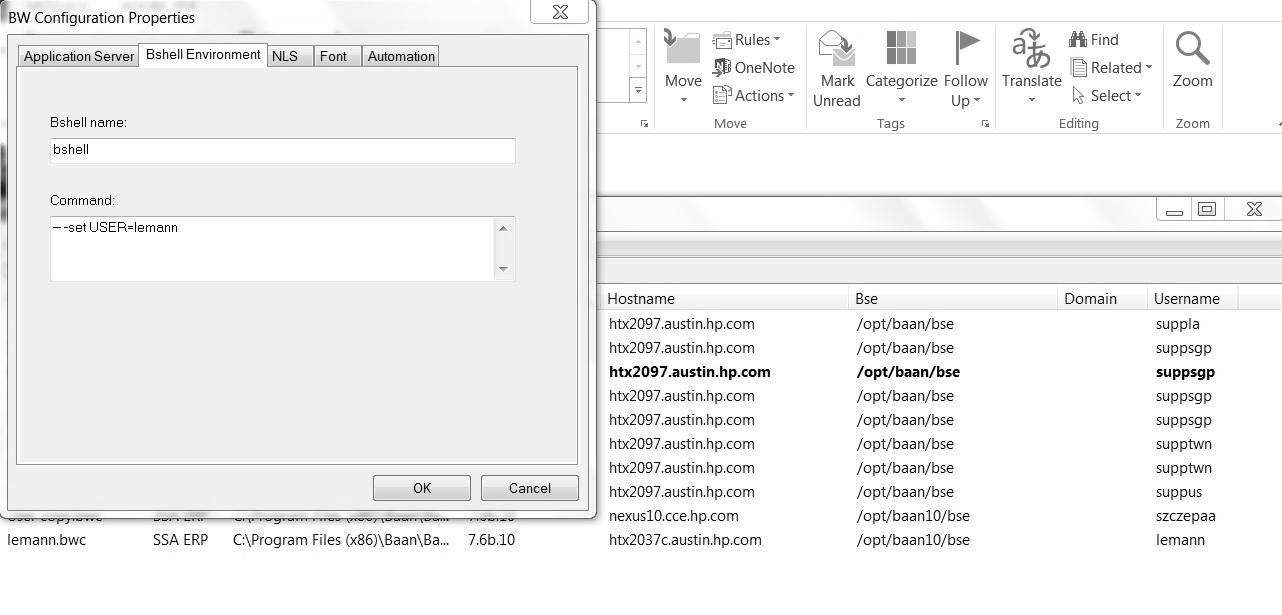 BW Configuration Properties
Application Server Bshell Environment NLS Font Automation
Bshell name:
bshell
Command:
– -set USER=lemann
OK Cancel
Move
Rules
OneNote
Actions
Move
Mark Unread
Categorize
Follow Up
Tags
Translate
Find
Related
Select
Editing
Zoom
Zoom
Hostname Bse Domain Username
htx2097.austin.hp.com /opt/baan/bse suppla
htx2097.austin.hp.com /opt/baan/bse suppsgp
htx2097.austin.hp.com /opt/baan/bse suppsgp
htx2097.austin.hp.com /opt/baan/bse suppsgp
htx2097.austin.hp.com /opt/baan/bse suppsgp
htx2097.austin.hp.com /opt/baan/bse supptwn
htx2097.austin.hp.com /opt/baan/bse supptwn
htx2097.austin.hp.com /opt/baan/bse suppus
SSA ERP C:\Program Files (x86)\Baan\Ba... 7.6b.10 nexus10.cce.hp.com /opt/baan10/bse szczepaa
lemann.bwc SSA ERP C:\Program Files (x86)\Baan\Ba... 7.6b.10 htx2037c.austin.hp.com /opt/baan10/bse lemann